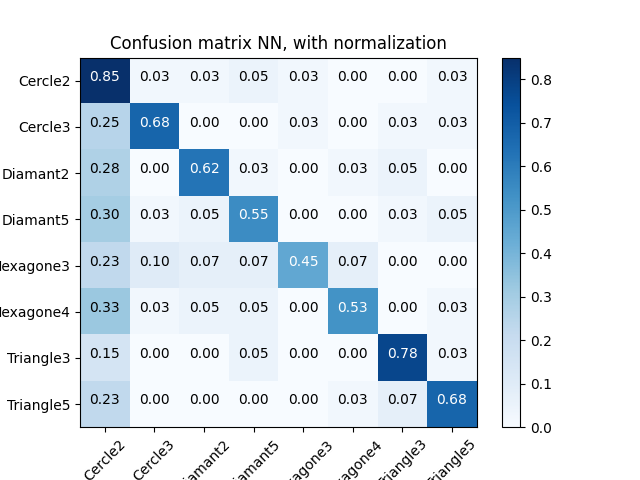 Confusion matrix NN, with normalization
Cercle2 0.85 0.03 0.03 0.05 0.03 0.00 0.00 0.03
Cercle3 0.25 0.68 0.00 0.00 0.03 0.00 0.03 0.03
Diamant2 0.28 0.00 0.62 0.03 0.00 0.03 0.05 0.00
Diamant5 0.30 0.03 0.05 0.55 0.00 0.00 0.03 0.05
exagone3 0.23 0.10 0.07 0.07 0.45 0.07 0.00 0.00
exagone4 0.33 0.03 0.05 0.05 0.00 0.53 0.00 0.03
Triangle3 0.15 0.00 0.00 0.05 0.00 0.00 0.78 0.03
Triangle5 0.23 0.00 0.00 0.00 0.00 0.03 0.07 0.68
Cercle2 Cercle3 iamant2 iamant5 agone3 agone4 riangle3 riangle5
0.8
0.7
0.6
0.5
0.4
0.3
0.2
0.1
0.0